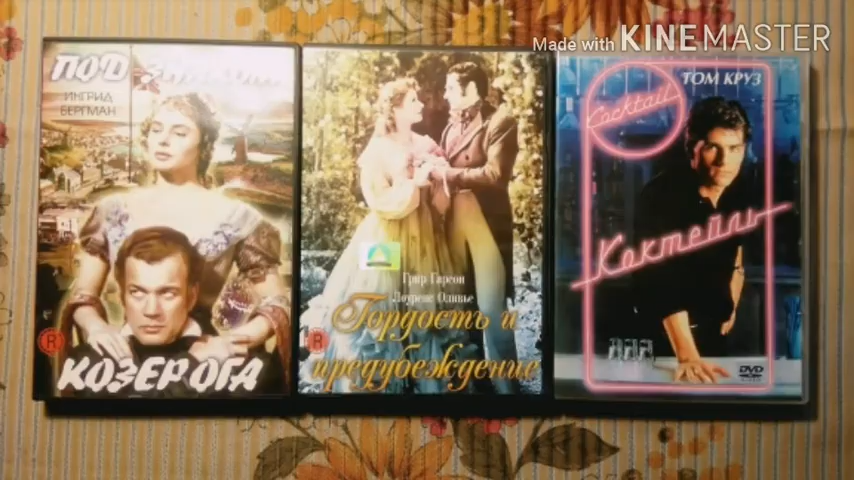 Made with KINEMASTER
ПОД
ИНГРИД
БЕРГМАН
КОЗЕРОГА
R
Грир Гарсон
Лоуренс Оливье
Гордость и
предубеждение
R
ТОМ КРУЗ
Cocktail
Коктейль
DVD